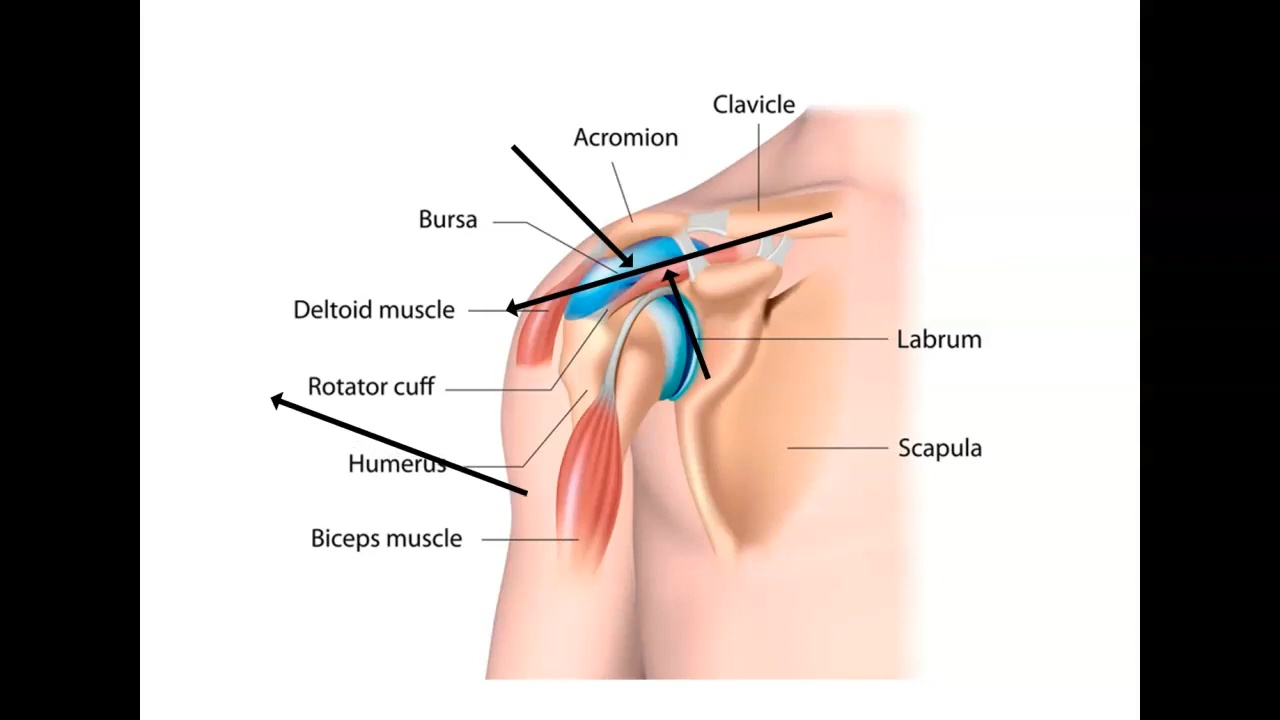 Clavicle
Acromion
Bursa
Deltoid muscle
Labrum
Rotator cuff
Scapula
Humerus
Biceps muscle